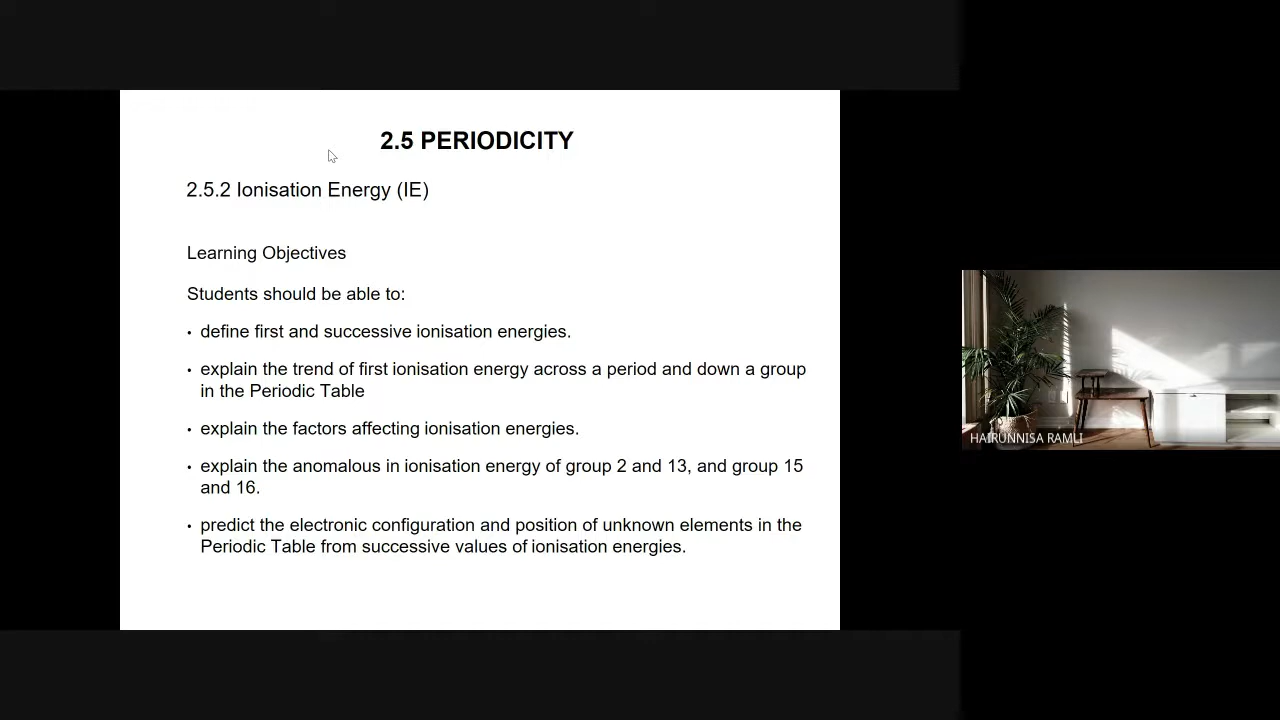 2.5 PERIODICITY
2.5.2 Ionisation Energy (IE)
Learning Objectives
Students should be able to:
• define first and successive ionisation energies.
• explain the trend of first ionisation energy across a period and down a group
in the Periodic Table
• explain the factors affecting ionisation energies.
• explain the anomalous in ionisation energy of group 2 and 13, and group 15
and 16.
• predict the electronic configuration and position of unknown elements in the
Periodic Table from successive values of ionisation energies.
HAIRUNNISA RAMLI